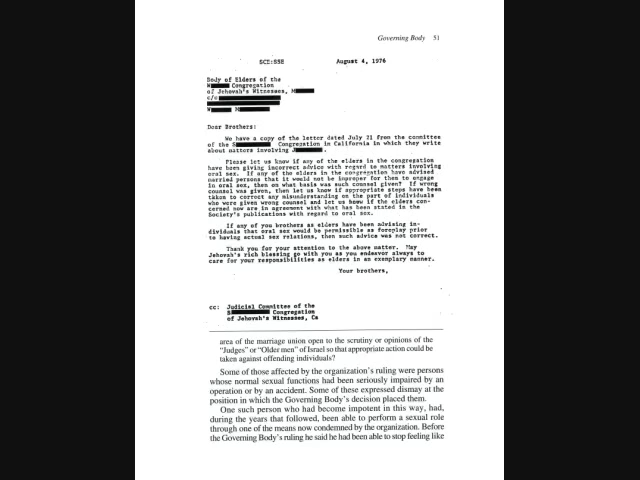 Governing Body 51
SCE:SSE August 4, 1976
Body of Elders of the
W Congregation
of Jehovah's Witnesses, M
c/o
W M
Dear Brothers:
We have a copy of the letter dated July 21 from the committee
of the S Congregation in California in which they write
about matters involving J .
Please let us know if any of the elders in the congregation
have been giving incorrect advice with regard to matters involving
oral sex. If any of the elders in the congregation have advised
married persons that it would not be improper for them to engage
in oral sex, then on what basis was such counsel given? If wrong
counsel was given, then let us know if appropriate steps have been
taken to correct any misunderstanding on the part of individuals
who were given wrong counsel and let us know if the elders con-
cerned now are in agreement with what has been stated in the
Society's publications with regard to oral sex.
If any of you brothers as elders have been advising in-
dividuals that oral sex would be permissible as foreplay prior
to having actual sex relations, then such advice was not correct.
Thank you for your attention to the above matter. May
Jehovah's rich blessing go with you as you endeavor always to
care for your responsibilities as elders in an exemplary manner.
Your brothers,
cc: Judicial Committee of the
S Congregation
of Jehovah's Witnesses, Ca
area of the marriage union open to the scrutiny or opinions of the
"Judges" or "Older men" of Israel so that appropriate action could be
taken against offending individuals?
Some of those affected by the organization's ruling were persons
whose normal sexual functions had been seriously impaired by an
operation or by an accident. Some of these expressed dismay at the
position in which the Governing Body's decision placed them.
One such person who had become impotent in this way, had,
during the years that followed, been able to perform a sexual role
through one of the means now condemned by the organization. Before
the Governing Body's ruling he said he had been able to stop feeling like